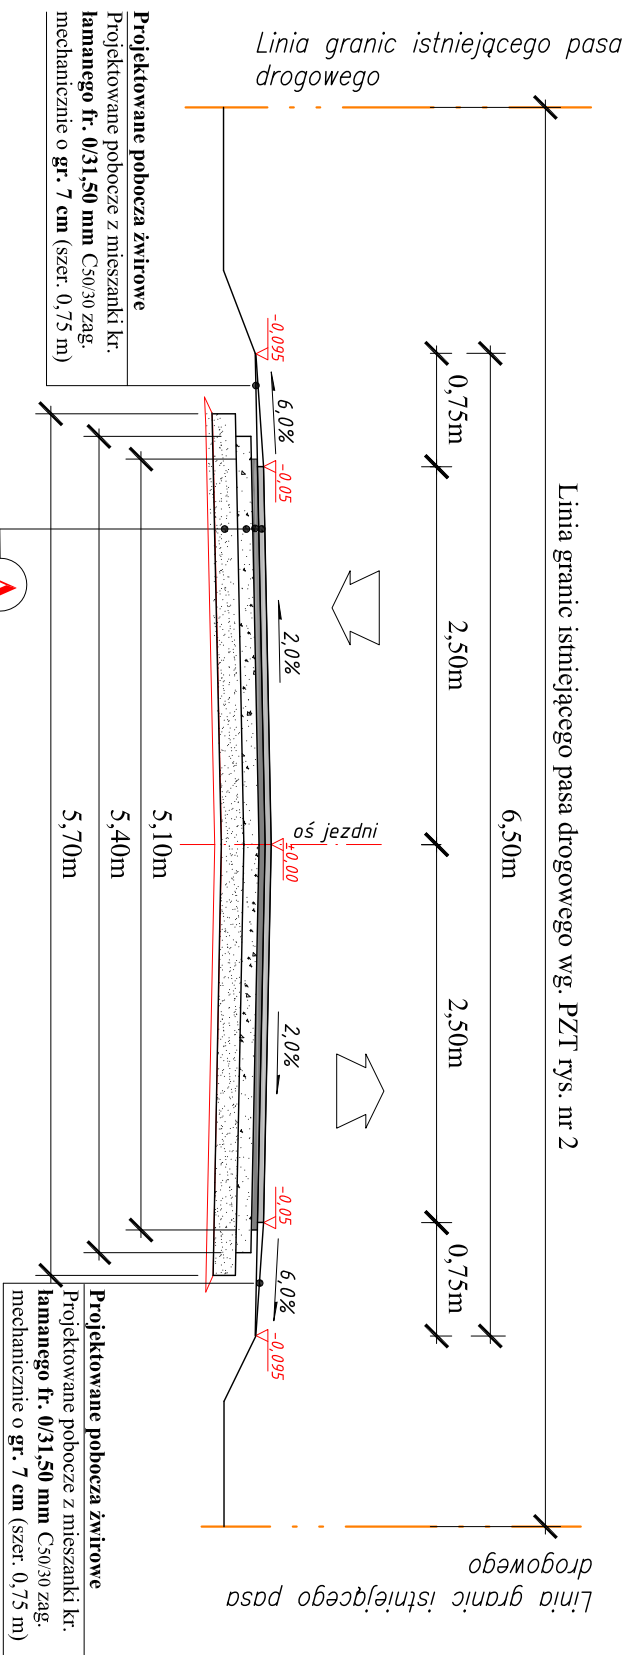 Linia granic istniejącego pasa
drogowego
Linia granic istniejącego pasa drogowego wg. PZT rys. nr 2
6,50m
0,75m
2,50m
2,50m
0,75m
-0,095
6,0%
-0,05
2,0%
oś jezdni
±0,00
2,0%
-0,05
6,0%
-0,095
5,10m
5,40m
5,70m
Projektowane pobocza żwirowe
Projektowane pobocze z mieszanki kr.
łamanego fr. 0/31,50 mm C50/30 zag.
mechanicznie o gr. 7 cm (szer. 0,75 m)
Projektowane pobocza żwirowe
Projektowane pobocze z mieszanki kr.
łamanego fr. 0/31,50 mm C50/30 zag.
mechanicznie o gr. 7 cm (szer. 0,75 m)
Linia granic istniejącego pasa
drogowego